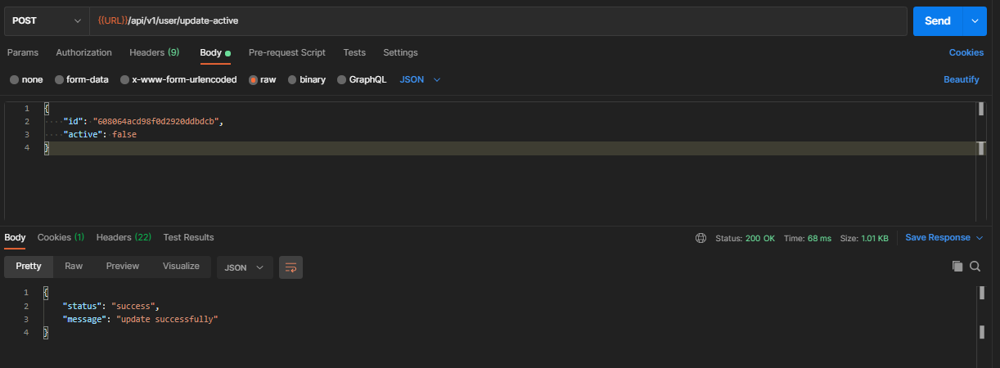 POST {{URL}}/api/v1/user/update-active Send
Params Authorization Headers (9) Body Pre-request Script Tests Settings Cookies
none form-data x-www-form-urlencoded raw binary GraphQL JSON Beautify
1 {
2 "id": "608064acd98f0d2920ddbdcb",
3 "active": false
4 }
Body Cookies (1) Headers (22) Test Results Status: 200 OK Time: 68 ms Size: 1.01 KB Save Response
Pretty Raw Preview Visualize JSON
1 {
2 "status": "success",
3 "message": "update successfully"
4 }